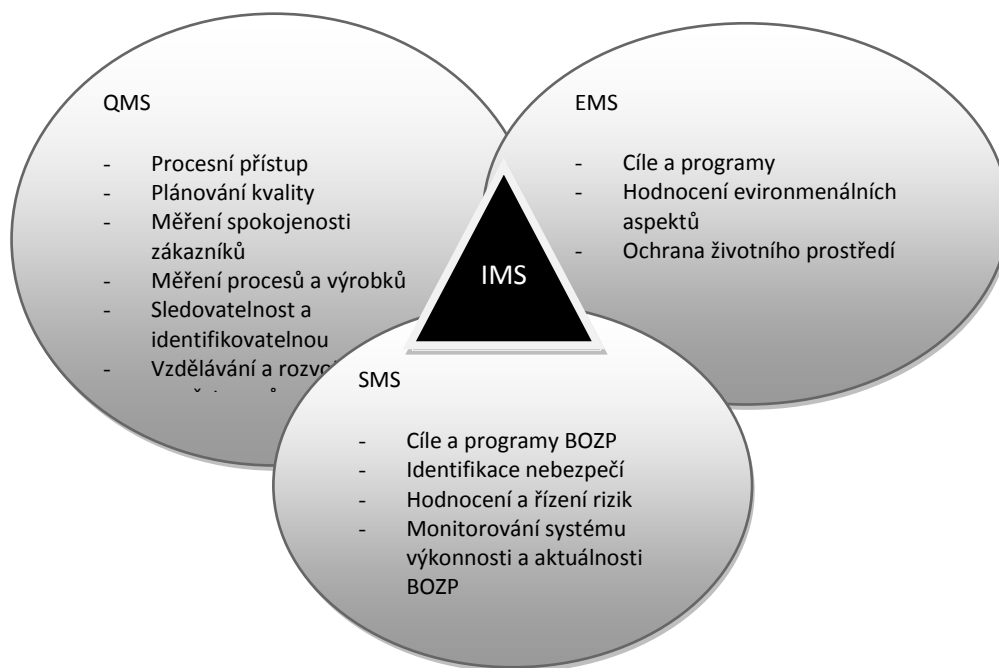 QMS
- Procesní přístup
- Plánování kvality
- Měření spokojenosti
zákazníků
- Měření procesů a výrobků
- Sledovatelnost a
identifikovatelnou
- Vzdělávání a
EMS
- Cíle a programy
- Hodnocení evironmenálních
aspektů
- Ochrana životního prostředí
IMS
SMS
- Cíle a programy BOZP
- Identifikace nebezpečí
- Hodnocení a řízení rizik
- Monitorování systému
výkonnosti a aktuálnosti
BOZP